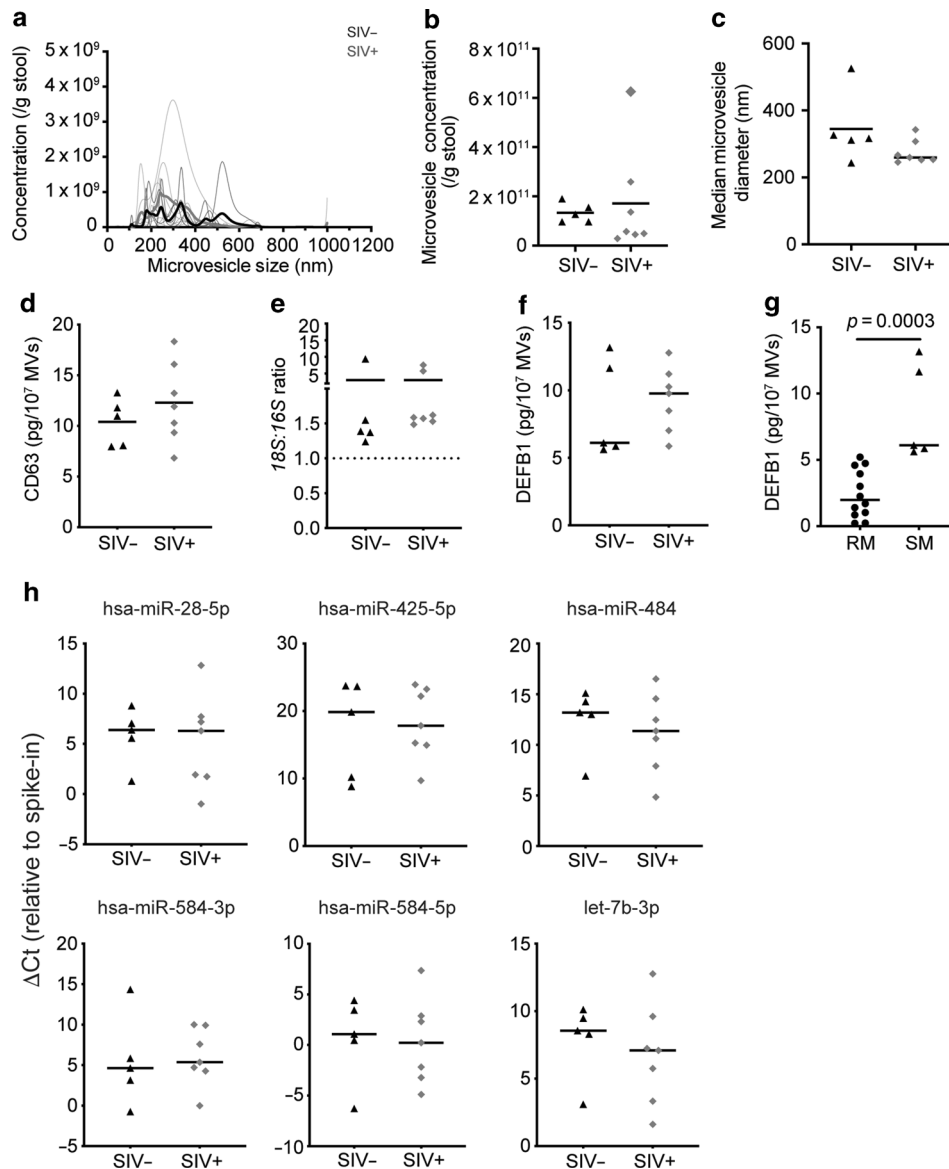 a
SIV–
SIV+
Concentration (/g stool)
5 x 10⁹
4 x 10⁹
3 x 10⁹
2 x 10⁹
1 x 10⁹
0
0 200 400 600 800 1000 1200
Microvesicle size (nm)
b
Microvesicle concentration
(/g stool)
8 x 10¹¹
6 x 10¹¹
4 x 10¹¹
2 x 10¹¹
0
SIV– SIV+
c
Median microvesicle
diameter (nm)
600
400
200
0
SIV– SIV+
d
CD63 (pg/10⁷ MVs)
20
15
10
5
0
SIV– SIV+
e
18S:16S ratio
20
15
10
5
1.5
1.0
0.5
0.0
SIV– SIV+
f
DEFB1 (pg/10⁷ MVs)
15
10
5
0
SIV– SIV+
g
p = 0.0003
DEFB1 (pg/10⁷ MVs)
15
10
5
0
RM SM
h
ΔCt (relative to spike-in)
hsa-miR-28-5p
15
10
5
0
–5
SIV– SIV+
hsa-miR-425-5p
30
20
10
0
SIV– SIV+
hsa-miR-484
20
15
10
5
0
SIV– SIV+
hsa-miR-584-3p
20
15
10
5
0
–5
SIV– SIV+
hsa-miR-584-5p
10
5
0
–5
–10
SIV– SIV+
let-7b-3p
15
10
5
0
SIV– SIV+